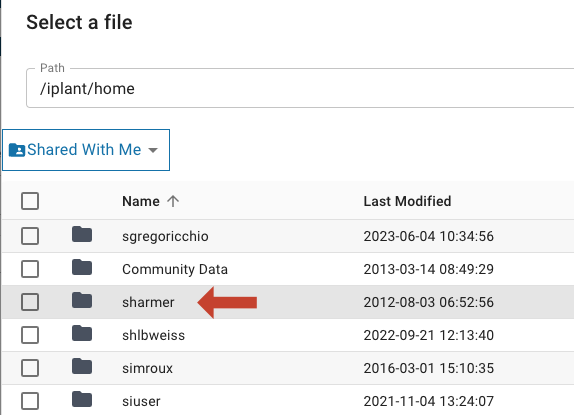 Select a file
Path
/iplant/home
Shared With Me
Name Last Modified
sgregoricchio 2023-06-04 10:34:56
Community Data 2013-03-14 08:49:29
sharmer 2012-08-03 06:52:56
shlbweiss 2022-09-21 12:13:40
simroux 2016-03-01 15:10:35
siuser 2021-11-04 13:24:07